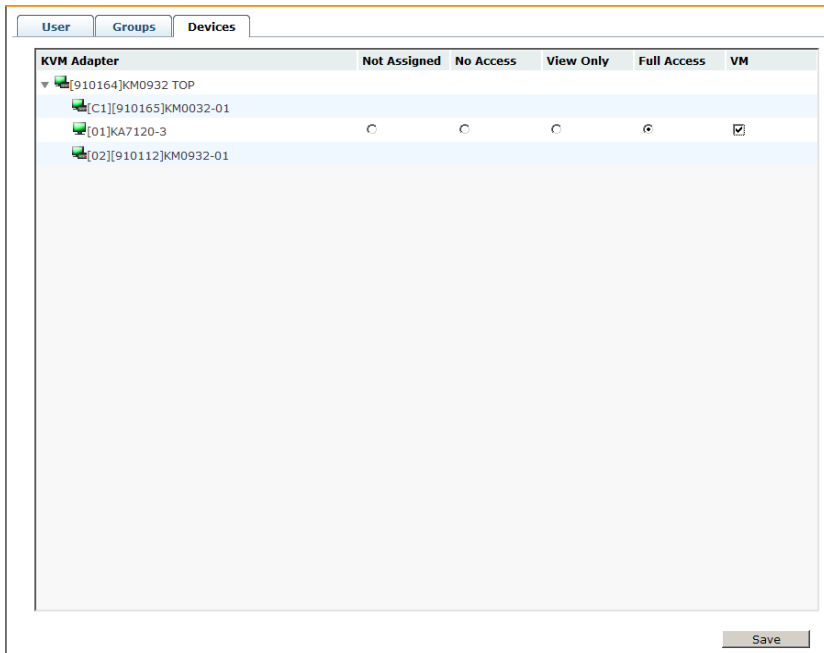 User Groups Devices
KVM Adapter Not Assigned No Access View Only Full Access VM
[910164]KM0932 TOP
[C1][910165]KM0032-01
[01]KA7120-3
[02][910112]KM0932-01
Save